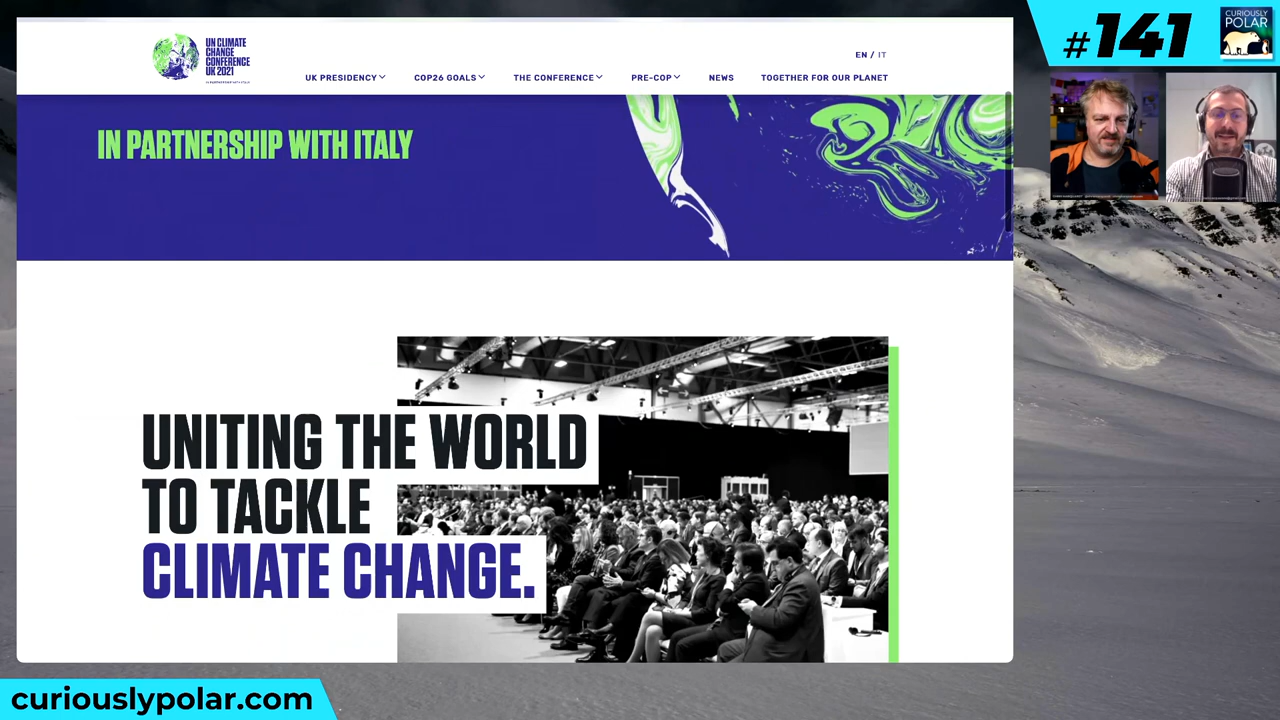 UN CLIMATE
CHANGE
CONFERENCE
UK 2021
EN / IT
UK PRESIDENCY COP26 GOALS THE CONFERENCE PRE-COP NEWS TOGETHER FOR OUR PLANET
IN PARTNERSHIP WITH ITALY
UNITING THE WORLD
TO TACKLE
CLIMATE CHANGE.
#141
CURIOUSLY
POLAR
curiouslypolar.com